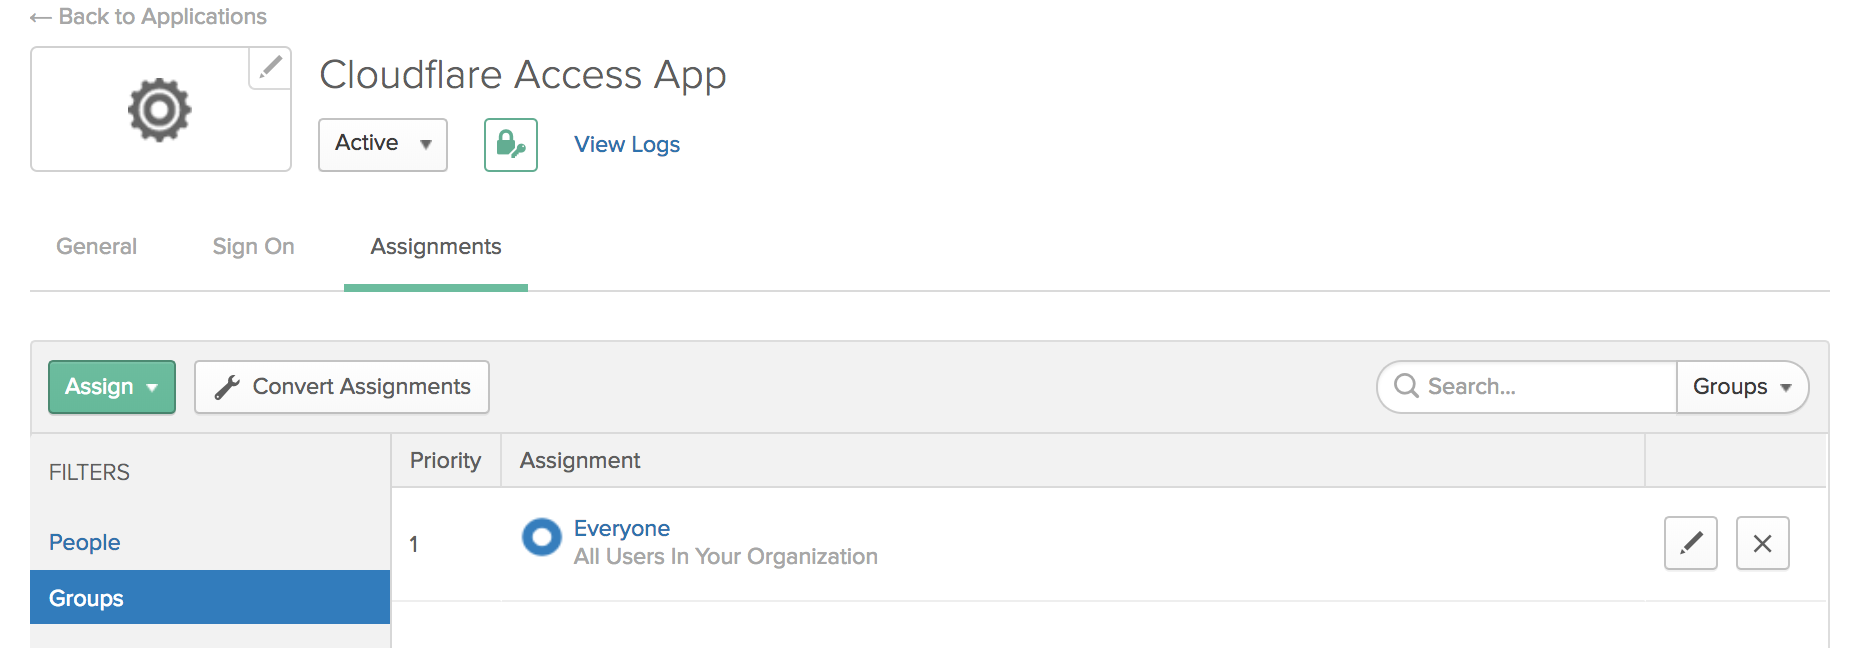 ← Back to Applications
Cloudflare Access App
Active
View Logs
General
Sign On
Assignments
Assign
Convert Assignments
Search...
Groups
FILTERS
Priority
Assignment
People
Groups
1
Everyone
All Users In Your Organization